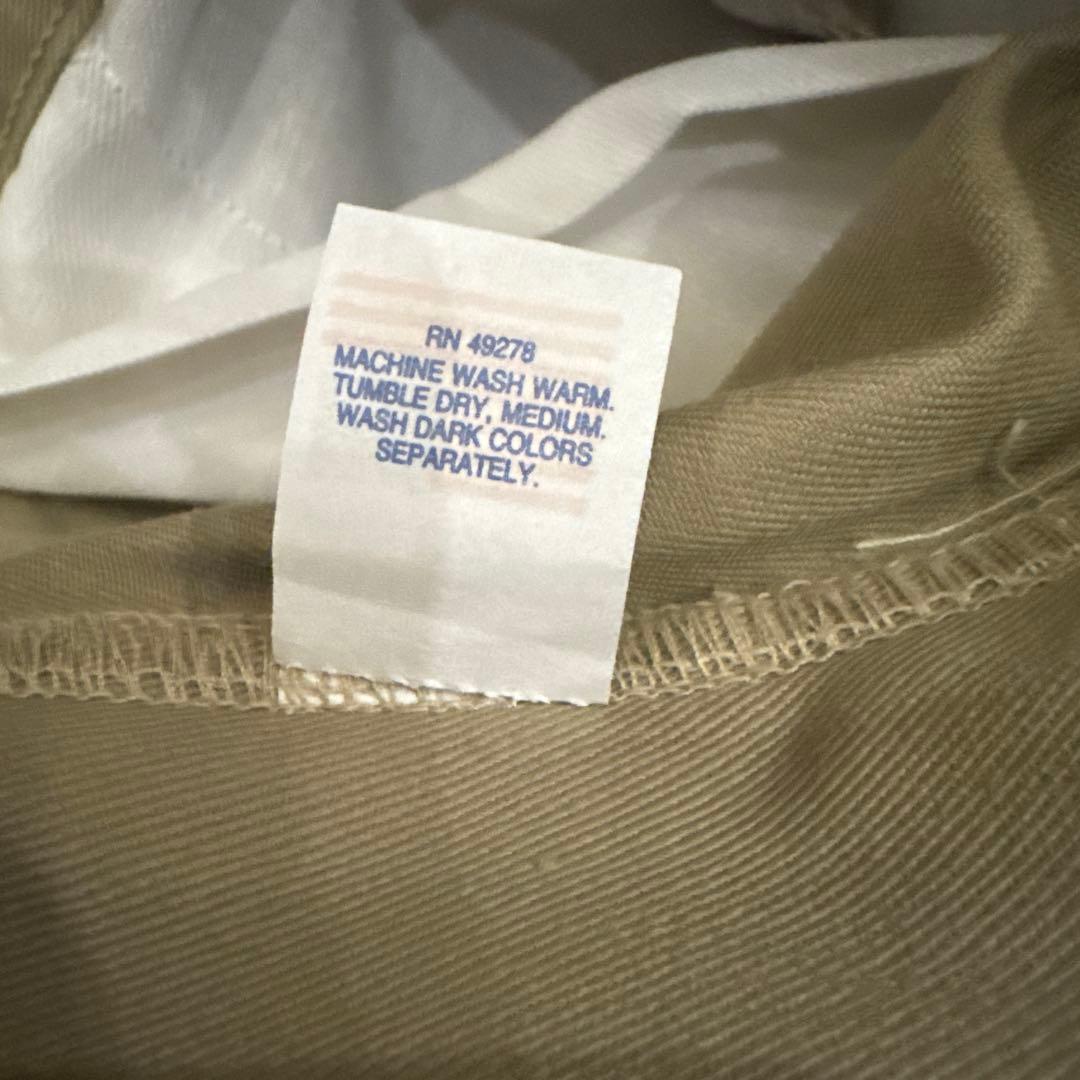 RN 49278
MACHINE WASH WARM.
TUMBLE DRY, MEDIUM.
WASH DARK COLORS
SEPARATELY.